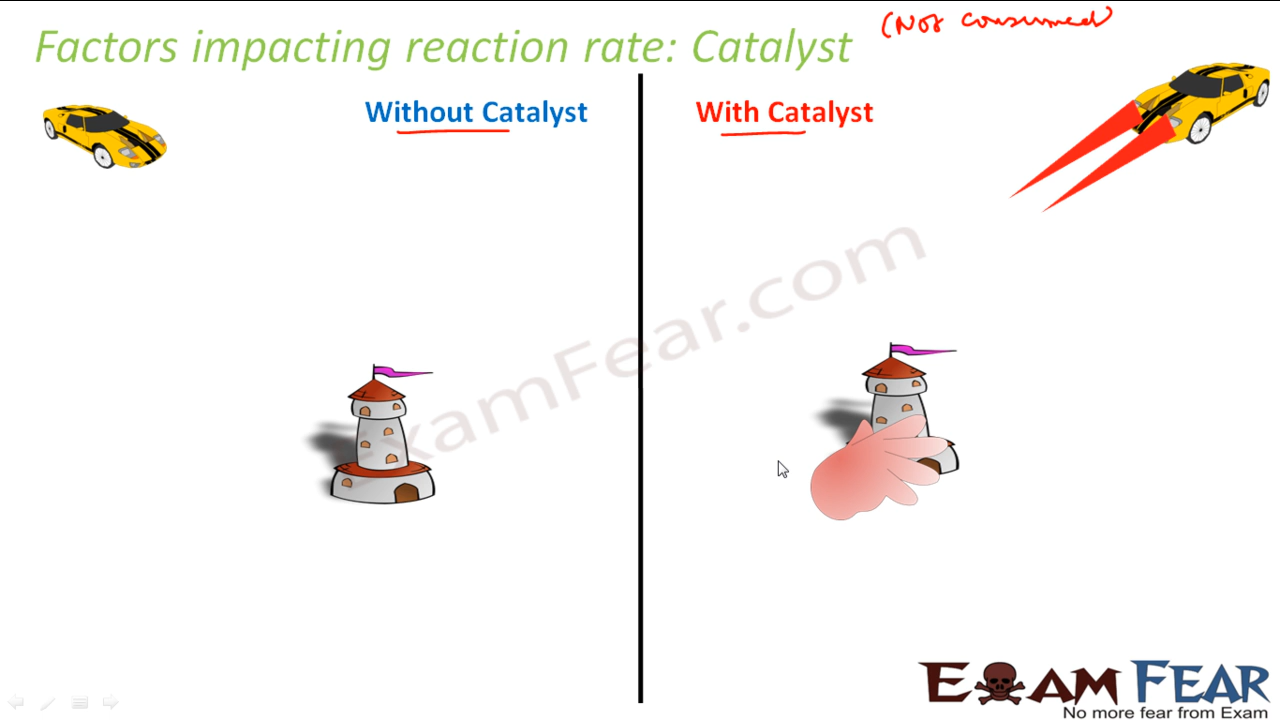 (Not consumed)
Factors impacting reaction rate: Catalyst
Without Catalyst
With Catalyst
ExamFear.com
EXAM FEAR
No more fear from Exam